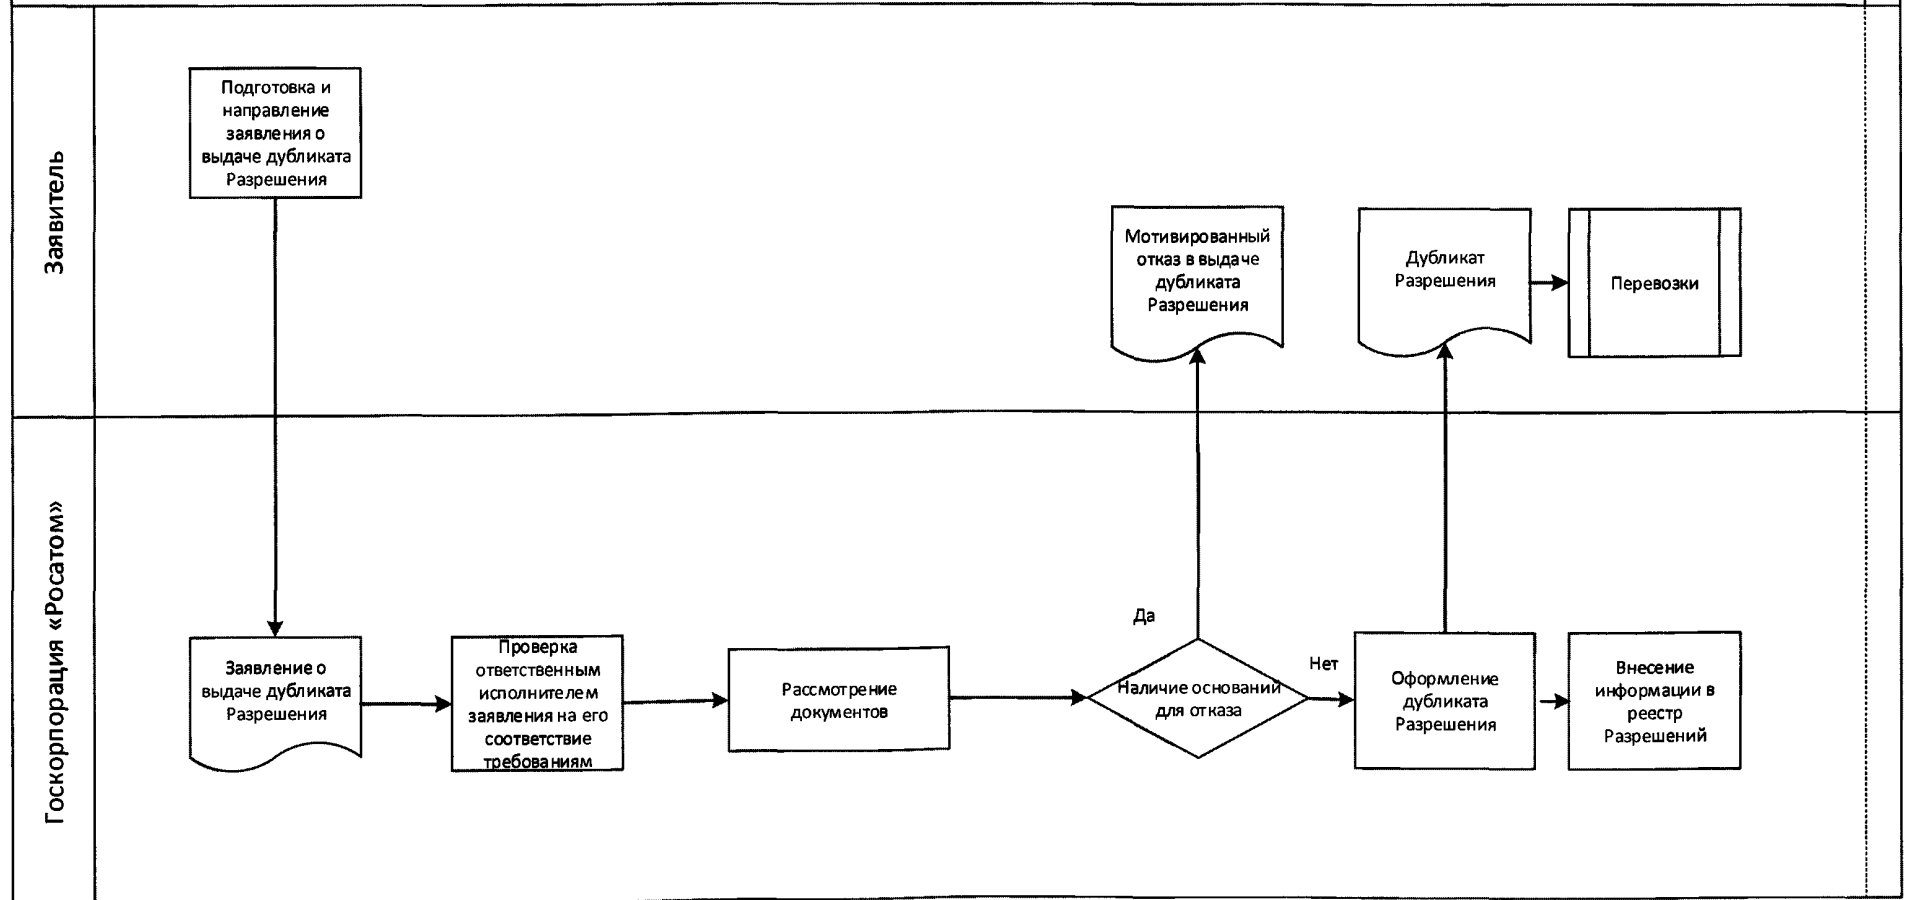 Заявитель
Подготовка и
направление
заявления о
выдаче дубликата
Разрешения
Мотивированный
отказ в выдаче
дубликата
Разрешения
Дубликат
Разрешения
Перевозки
Госкорпорация «Росатом»
Заявление о
выдаче дубликата
Разрешения
Проверка
ответственным
исполнителем
заявления на его
соответствие
требованиям
Рассмотрение
документов
Да
Наличие оснований
для отказа
Нет
Оформление
дубликата
Разрешения
Внесение
информации в
реестр
Разрешений